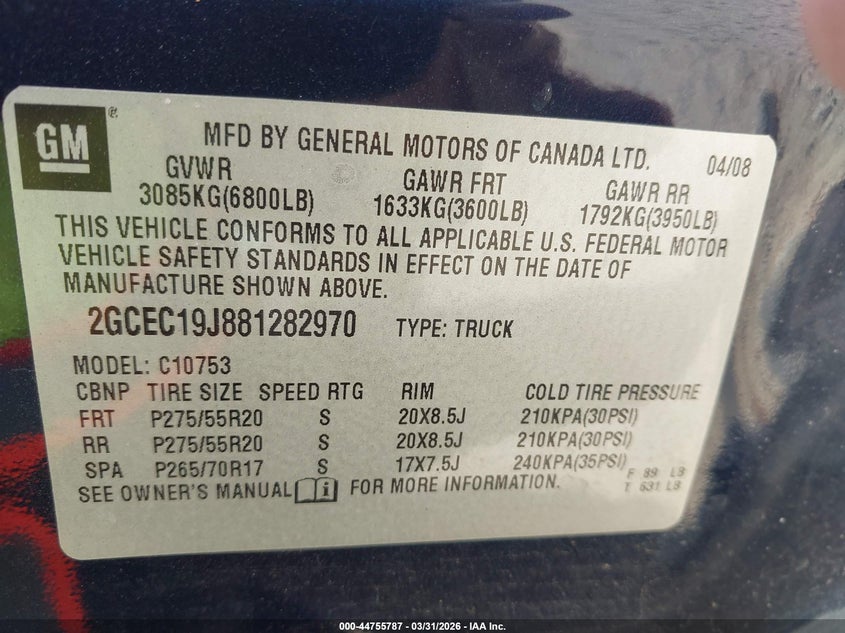 GM ®
MFD BY GENERAL MOTORS OF CANADA LTD. 04/08
GVWR GAWR FRT GAWR RR
3085KG(6800LB) 1633KG(3600LB) 1792KG(3950LB)
THIS VEHICLE CONFORMS TO ALL APPLICABLE U.S. FEDERAL MOTOR
VEHICLE SAFETY STANDARDS IN EFFECT ON THE DATE OF
MANUFACTURE SHOWN ABOVE.
2GCEC19J881282970 TYPE: TRUCK
MODEL: C10753
CBNP TIRE SIZE SPEED RTG RIM COLD TIRE PRESSURE
FRT P275/55R20 S 20X8.5J 210KPA(30PSI)
RR P275/55R20 S 20X8.5J 210KPA(30PSI)
SPA P265/70R17 S 17X7.5J 240KPA(35PSI)
F 89 LB
T 631 LB
SEE OWNER'S MANUAL i FOR MORE INFORMATION.
000-44755787 - 03/31/2026 - IAA Inc.